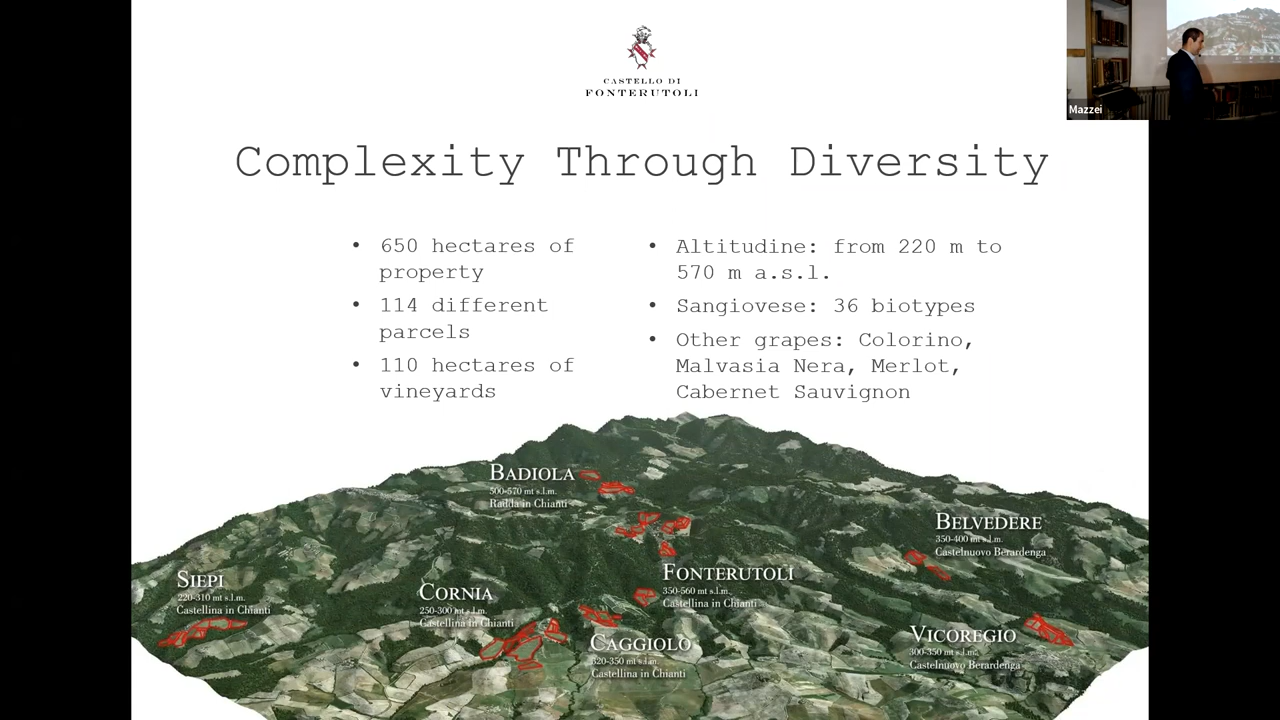 CASTELLO DI
FONTERUTOLI
Mazzei
Complexity Through Diversity
• 650 hectares of
property
• 114 different
parcels
• 110 hectares of
vineyards
• Altitudine: from 220 m to
570 m a.s.l.
• Sangiovese: 36 biotypes
• Other grapes: Colorino,
Malvasia Nera, Merlot,
Cabernet Sauvignon
BADIOLA
500-570 mt s.l.m.
Radda in Chianti
BELVEDERE
350-400 mt s.l.m.
Castelnuovo Berardenga
SIEPI
220-310 mt s.l.m.
Castellina in Chianti
CORNIA
250-300 mt s.l.m.
Castellina in Chianti
FONTERUTOLI
350-560 mt s.l.m.
Castellina in Chianti
CAGGIOLO
320-350 mt s.l.m.
Castellina in Chianti
VICOREGIO
300-350 mt s.l.m.
Castelnuovo Berardenga